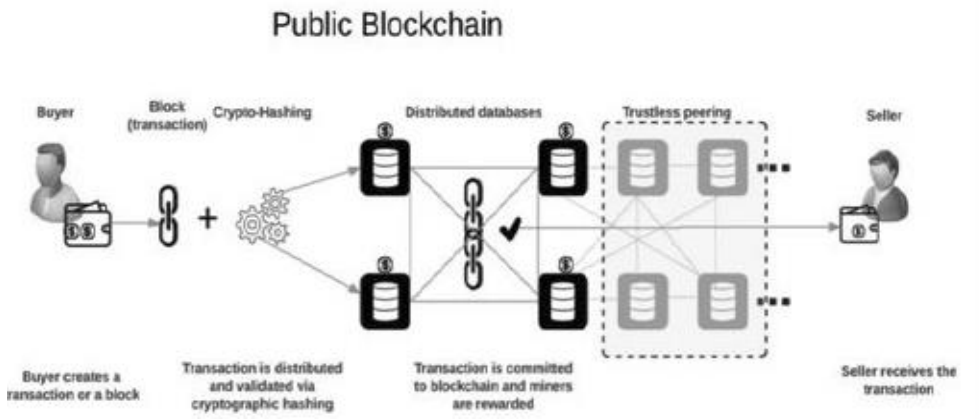 Public Blockchain
Buyer
Block
(transaction)
Crypto-Hashing
Distributed databases
Trustless peering
Seller
Buyer creates a
ransaction or a block
Transaction is distributed
and validated via
cryptographic hashing
Transaction is committed
to blockchain and miners
are rewarded
Seller receives the
transaction